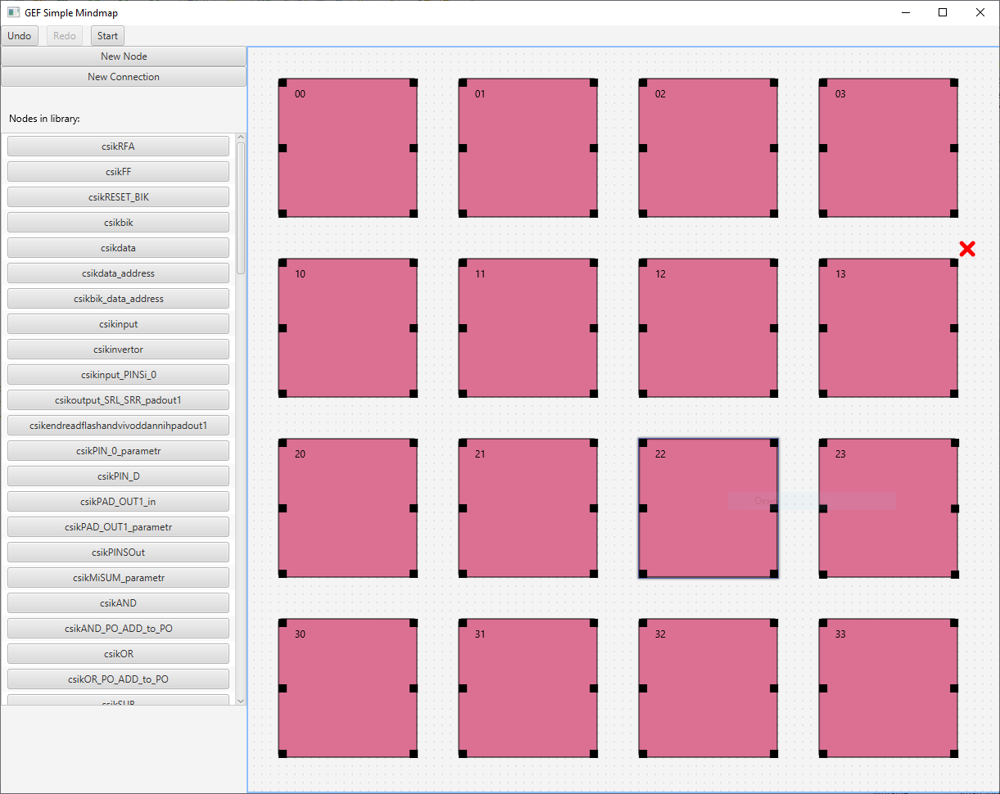 GEF Simple Mindmap
Undo
Redo
Start
New Node
New Connection
Nodes in library:
csikRFA
csikFF
csikRESET_BIK
csikbik
csikdata
csikdata_address
csikbik_data_address
csikinput
csikinvertor
csikinput_PINSi_0
csikoutput_SRL_SRR_padout1
csikendreadflashandvivoddannihpadout1
csikPIN_0_parametr
csikPIN_D
csikPAD_OUT1_in
csikPAD_OUT1_parametr
csikPINSOut
csikMiSUM_parametr
csikAND
csikAND_PO_ADD_to_PO
csikOR
csikOR_PO_ADD_to_PO
csikSUB
00 01 02 03
10 11 12 13
20 21 22 23
30 31 32 33